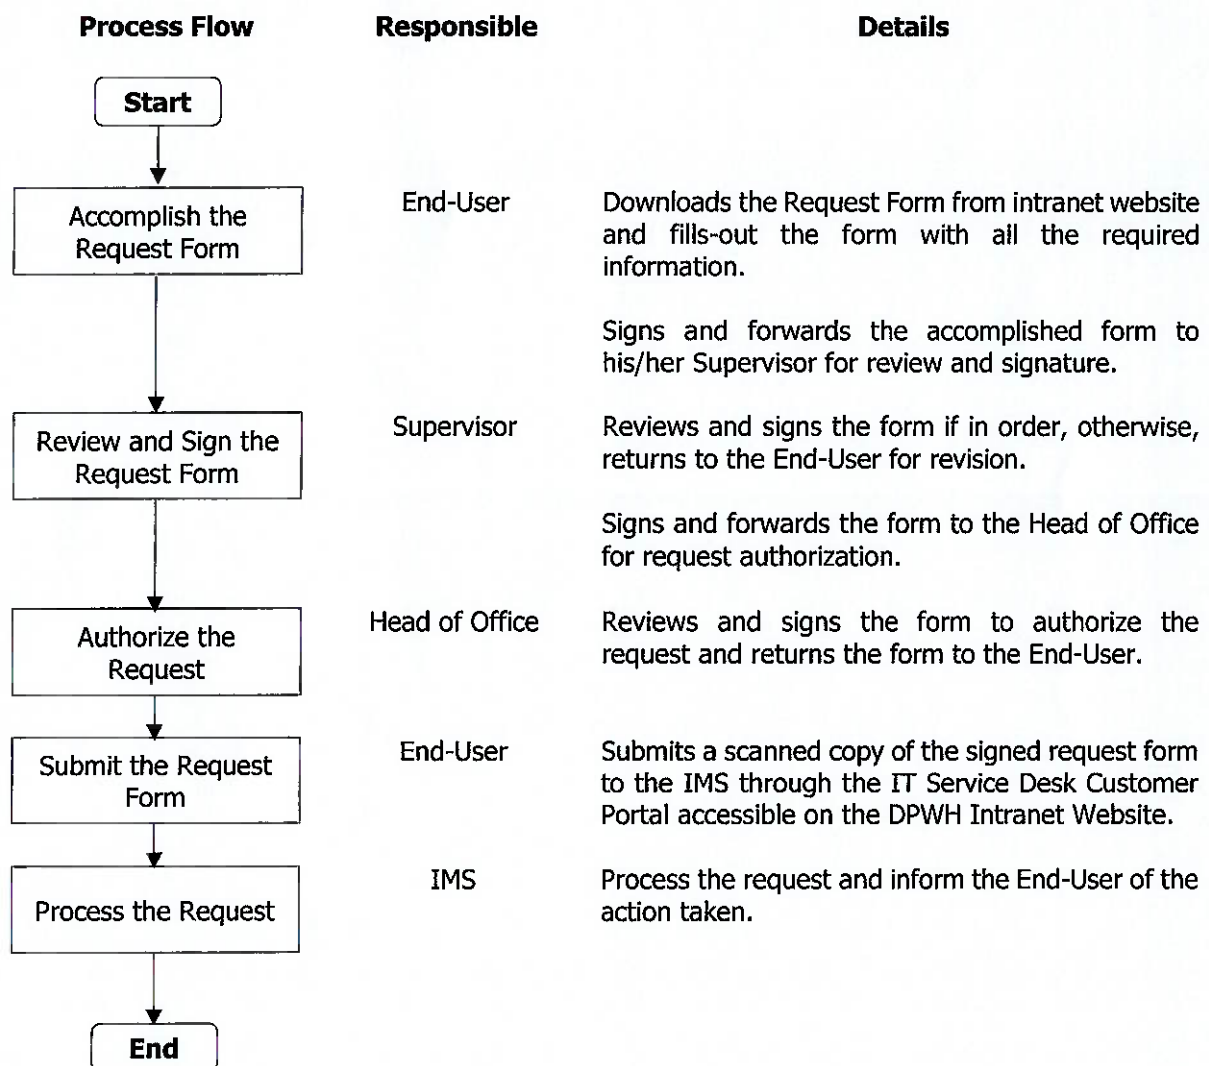 Process Flow Responsible Details
Start
Accomplish the
Request Form
End-User
Downloads the Request Form from intranet website
and fills-out the form with all the required
information.
Signs and forwards the accomplished form to
his/her Supervisor for review and signature.
Review and Sign the
Request Form
Supervisor
Reviews and signs the form if in order, otherwise,
returns to the End-User for revision.
Signs and forwards the form to the Head of Office
for request authorization.
Authorize the
Request
Head of Office
Reviews and signs the form to authorize the
request and returns the form to the End-User.
Submit the Request
Form
End-User
Submits a scanned copy of the signed request form
to the IMS through the IT Service Desk Customer
Portal accessible on the DPWH Intranet Website.
Process the Request
IMS
Process the request and inform the End-User of the
action taken.
End